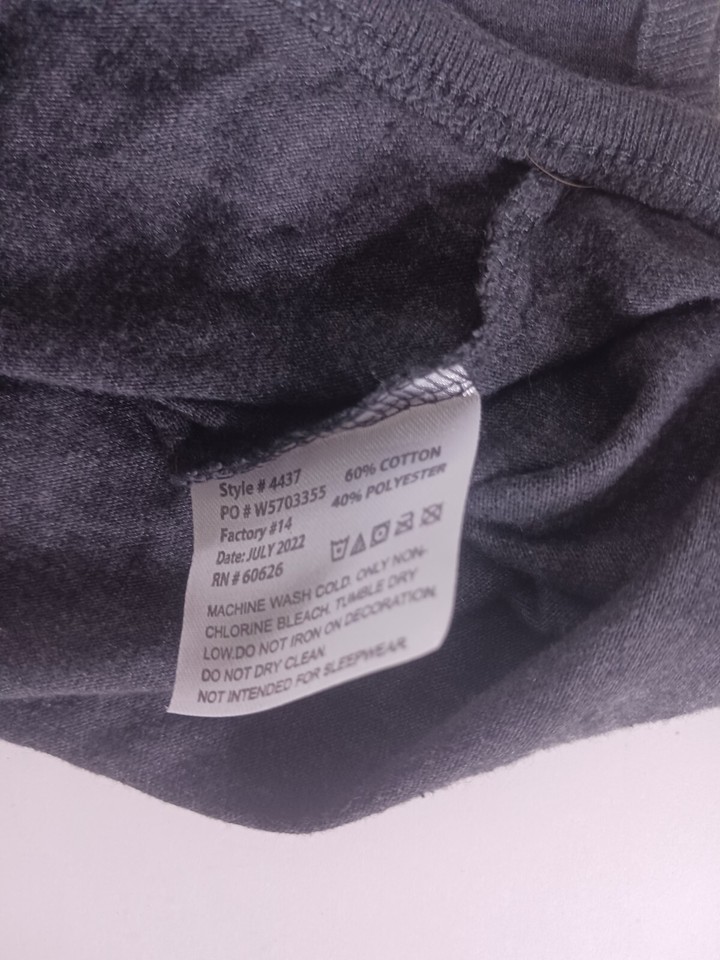 Style # 4437
PO # W5703355
Factory #14
Date: JULY 2022
RN # 60626
60% COTTON
40% POLYESTER
MACHINE WASH COLD. ONLY NON-
CHLORINE BLEACH. TUMBLE DRY
LOW.DO NOT IRON ON DECORATION.
DO NOT DRY CLEAN.
NOT INTENDED FOR SLEEPWEAR.